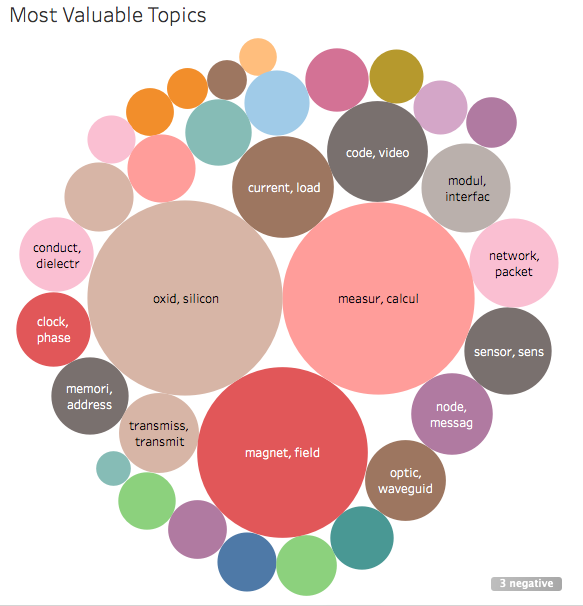 Most Valuable Topics
code, video
current, load
modul,
interfac
conduct,
dielectr
network,
packet
oxid, silicon
measur, calcul
clock,
phase
sensor, sens
memori,
address
node,
messag
transmiss,
transmit
magnet, field
optic,
waveguid
3 negative